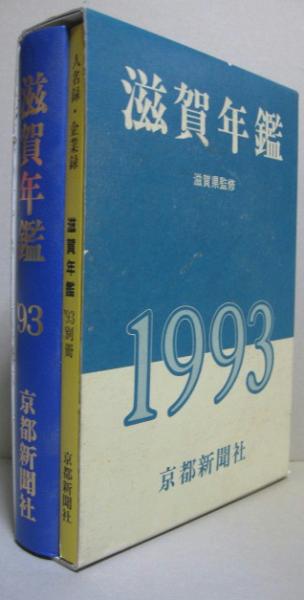 滋賀年鑑
滋賀県監修
1993
京都新聞社
人名録・企業録
滋賀年鑑 '93 別冊
京都新聞社
滋賀年鑑
'93
京都新聞社